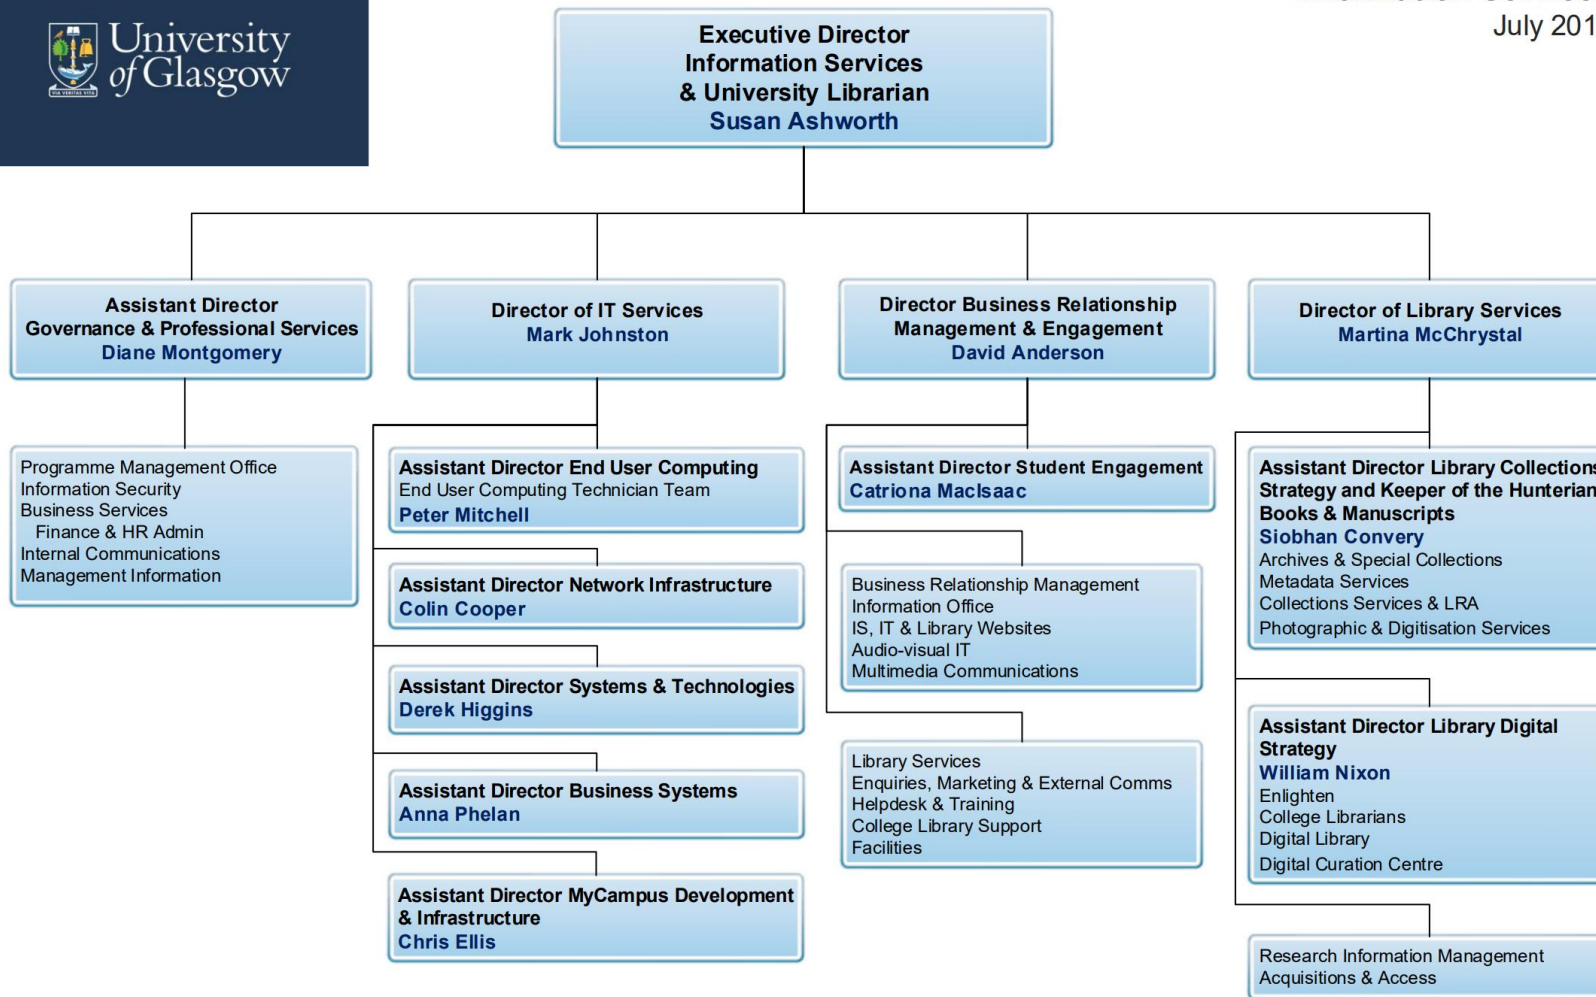 University
of Glasgow
VIA VERITAS VITA
July 201
Executive Director
Information Services
& University Librarian
Susan Ashworth
Assistant Director
Governance & Professional Services
Diane Montgomery
Director of IT Services
Mark Johnston
Director Business Relationship
Management & Engagement
David Anderson
Director of Library Services
Martina McChrystal
Programme Management Office
Information Security
Business Services
Finance & HR Admin
Internal Communications
Management Information
Assistant Director End User Computing
End User Computing Technician Team
Peter Mitchell
Assistant Director Network Infrastructure
Colin Cooper
Assistant Director Systems & Technologies
Derek Higgins
Assistant Director Business Systems
Anna Phelan
Assistant Director MyCampus Development
& Infrastructure
Chris Ellis
Assistant Director Student Engagement
Catriona MacIsaac
Business Relationship Management
Information Office
IS, IT & Library Websites
Audio-visual IT
Multimedia Communications
Library Services
Enquiries, Marketing & External Comms
Helpdesk & Training
College Library Support
Facilities
Assistant Director Library Collections
Strategy and Keeper of the Hunterian
Books & Manuscripts
Siobhan Convery
Archives & Special Collections
Metadata Services
Collections Services & LRA
Photographic & Digitisation Services
Assistant Director Library Digital
Strategy
William Nixon
Enlighten
College Librarians
Digital Library
Digital Curation Centre
Research Information Management
Acquisitions & Access